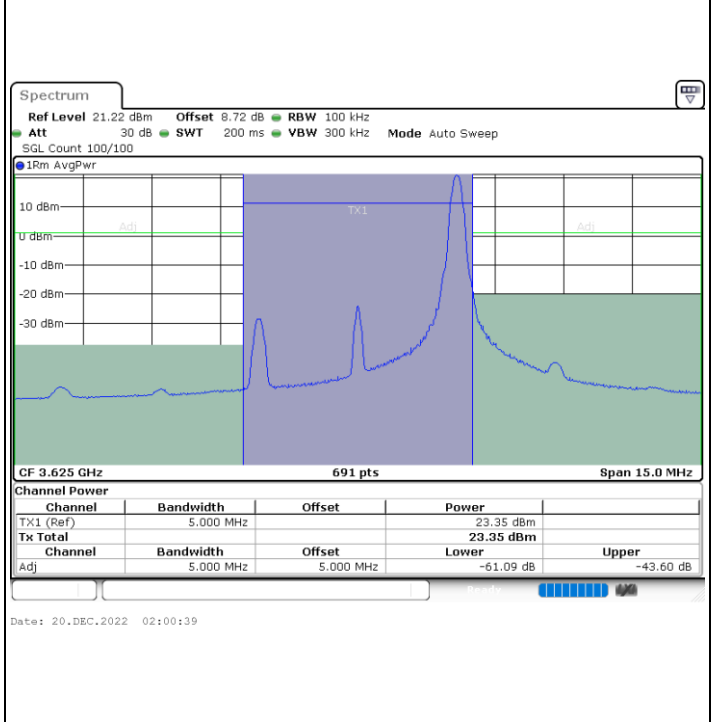 Spectrum
Ref Level 21.22 dBm Offset 8.72 dB RBW 100 kHz
Att 30 dB SWT 200 ms VBW 300 kHz Mode Auto Sweep
SGL Count 100/100
1Rm AvgPwr
10 dBm
TX1
Adj
Adj
0 dBm
-10 dBm
-20 dBm
-30 dBm
CF 3.625 GHz 691 pts Span 15.0 MHz
Channel Power
Channel Bandwidth Offset Power
TX1 (Ref) 5.000 MHz 23.35 dBm
Tx Total 23.35 dBm
Channel Bandwidth Offset Lower Upper
Adj 5.000 MHz 5.000 MHz -61.09 dB -43.60 dB
Ready
Date: 20.DEC.2022 02:00:39